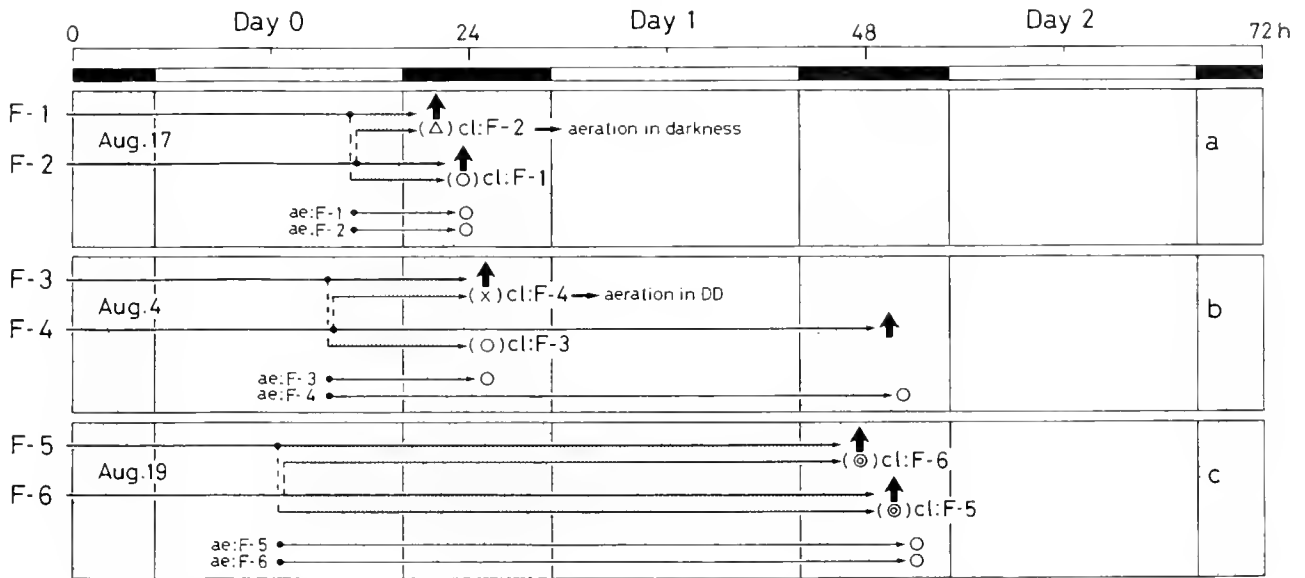 Day 0 Day 1 Day 2
0 24 48 72 h
F-1
Aug.17 (△) cl:F-2 → aeration in darkness a
F-2
(○) cl:F-1
ae:F-1 ○
ae.F-2 ○
F-3
Aug.4 (x) cl:F-4 → aeration in DD b
F-4
(○) cl:F-3
ae:F-3 ○
ae:F-4 ○
F-5
Aug.19 (◎) cl:F-6 c
F-6
(◎) cl:F-5
ae:F-5 ○
ae:F-6 ○